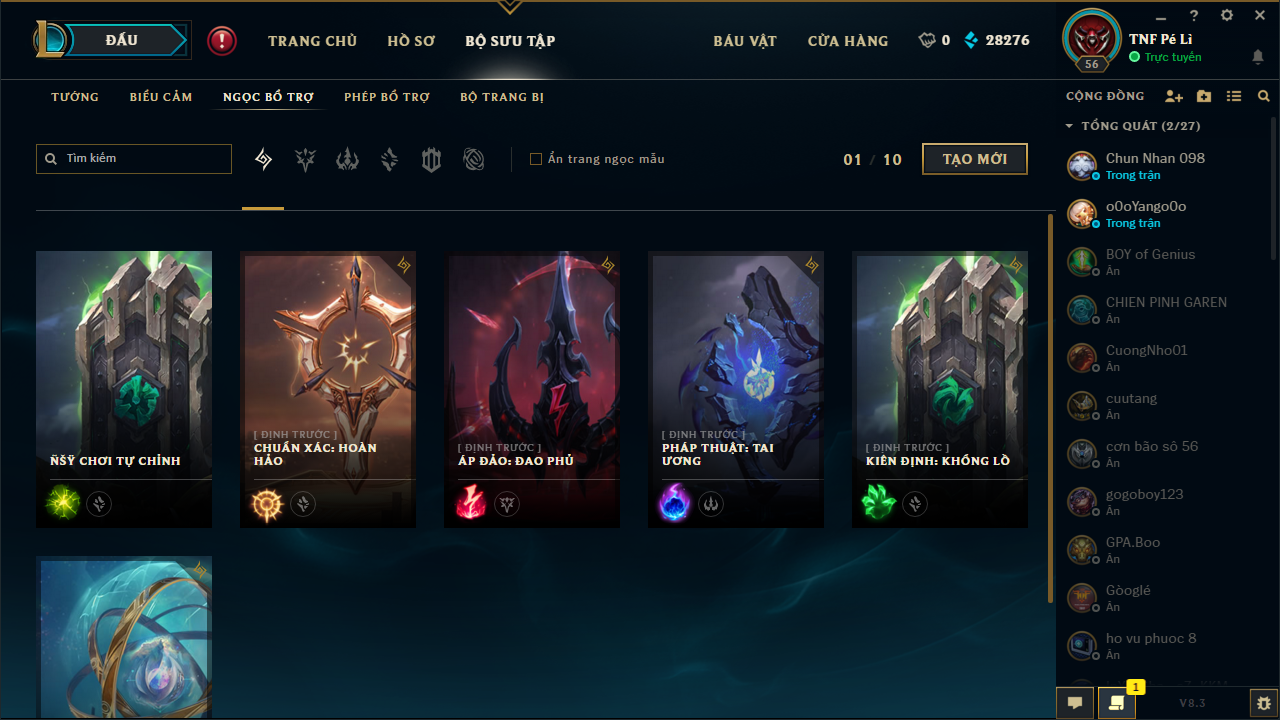 ĐẤU
TRANG CHỦ
HỒ SƠ
BỘ SƯU TẬP
BÁU VẬT
CỬA HÀNG
0
28276
56
TNF Pé Lì
Trực tuyến
TƯỚNG
BIỂU CẢM
NGỌC BỔ TRỢ
PHÉP BỔ TRỢ
BỘ TRANG BỊ
Tìm kiếm
Ẩn trang ngọc mẫu
01 / 10
TẠO MỚI
ÑŠŸ CHƠI TỰ CHỈNH
[ ĐỊNH TRƯỚC ]
CHUẨN XÁC: HOÀN
HẢO
[ ĐỊNH TRƯỚC ]
ÁP ĐẢO: ĐAO PHỦ
[ ĐỊNH TRƯỚC ]
PHÁP THUẬT: TAI
ƯƠNG
[ ĐỊNH TRƯỚC ]
KIÊN ĐỊNH: KHỔNG LỒ
CỘNG ĐỒNG
TỔNG QUÁT (2/27)
Chun Nhan 098
Trong trận
o0oYango0o
Trong trận
BOY of Genius
Ẩn
CHIEN PINH GAREN
Ẩn
CuongNho01
Ẩn
cuutang
Ẩn
cơn bão sô 56
Ẩn
gogoboy123
Ẩn
GPA.Boo
Ẩn
Gòoglé
Ẩn
ho vu phuoc 8
Ẩn
1
V8.3